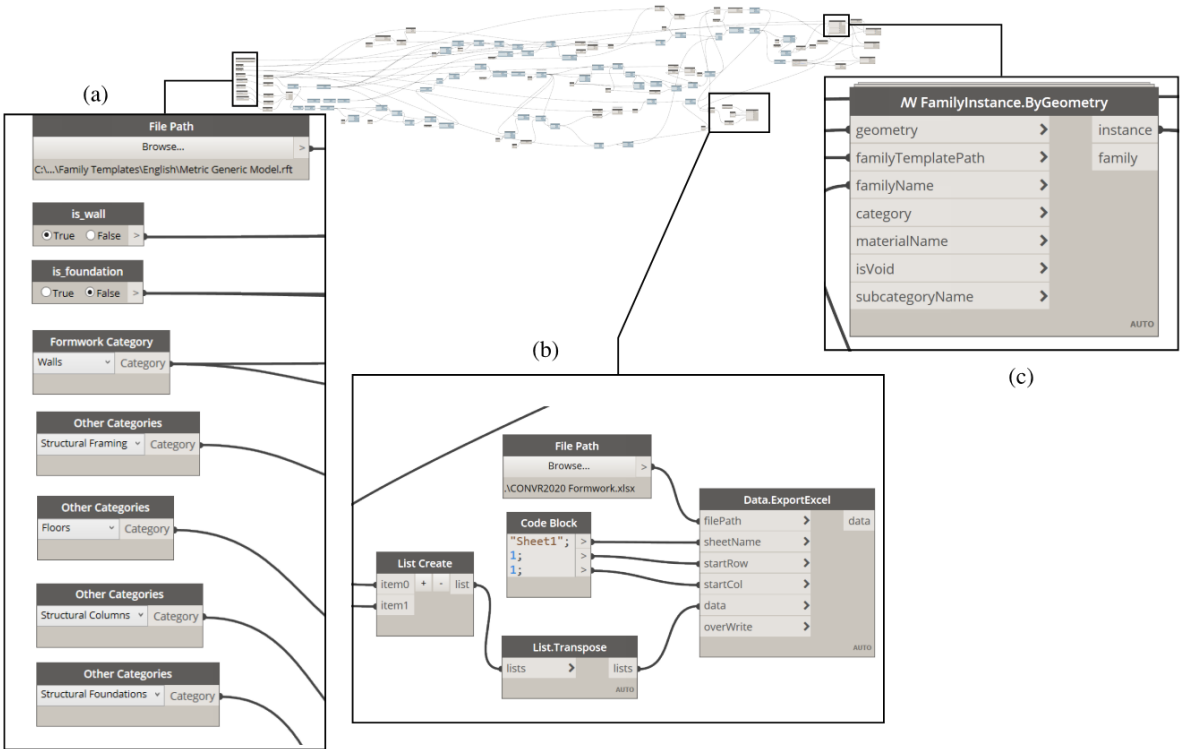 (a)
File Path
Browse...
>
C:\...\Family Templates\English\Metric Generic Model.rft
is_wall
True False >
is_foundation
True False >
Formwork Category
Walls Category
Other Categories
Structural Framing Category
Other Categories
Floors Category
Other Categories
Structural Columns Category
Other Categories
Structural Foundations Category
(b)
File Path
Browse... >
.\CONVR2020 Formwork.xlsx
Code Block
"Sheet1"; >
1; >
1; >
List Create
item0 + - list
item1
List.Transpose
lists > lists
AUTO
Data.ExportExcel
filePath > data
sheetName >
startRow >
startCol >
data >
overWrite >
AUTO
FamilyInstance.ByGeometry
geometry > instance
familyTemplatePath > family
familyName >
category >
materialName >
isVoid >
subcategoryName >
AUTO
(c)